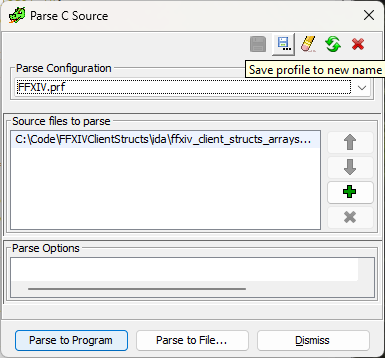 Parse C Source
Save profile to new name
Parse Configuration
FFXIV.prf
Source files to parse
C:\Code\FFXIVClientStructs\ida\ffxiv_client_structs_arrays...
Parse Options
Parse to Program
Parse to File...
Dismiss